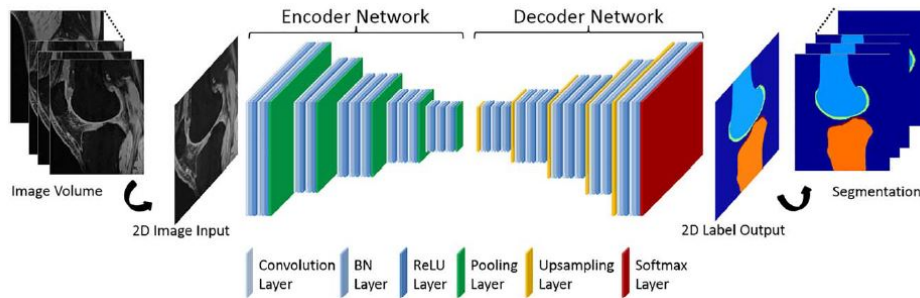 Encoder Network
Decoder Network
Image Volume
2D Image Input
2D Label Output
Segmentation
Convolution
Layer
BN
Layer
ReLU
Layer
Pooling
Layer
Upsampling
Layer
Softmax
Layer